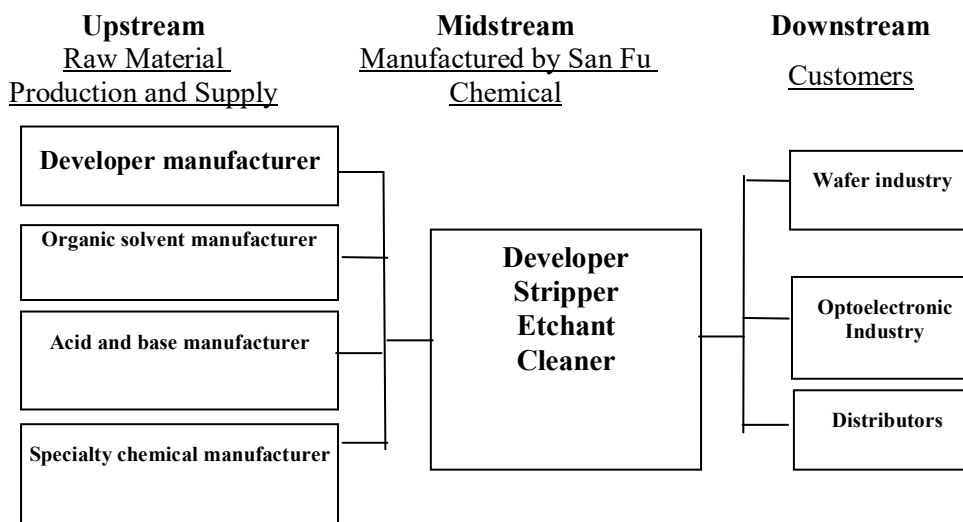 Upstream
Raw Material
Production and Supply
Developer manufacturer
Organic solvent manufacturer
Acid and base manufacturer
Specialty chemical manufacturer
Midstream
Manufactured by San Fu
Chemical
Developer
Stripper
Etchant
Cleaner
Downstream
Customers
Wafer industry
Optoelectronic
Industry
Distributors